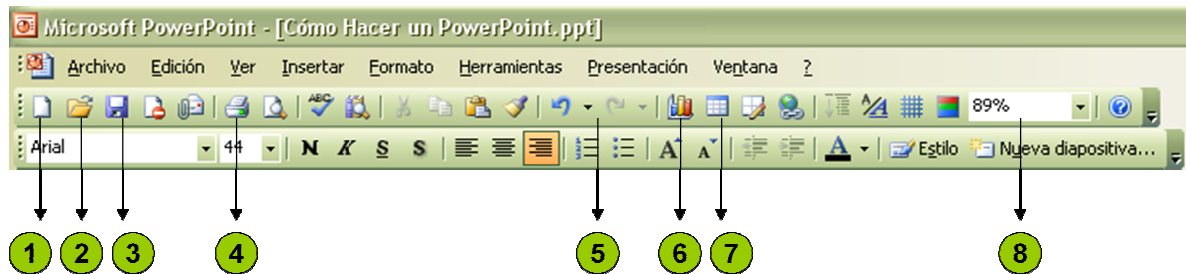 Microsoft PowerPoint - [Cómo Hacer un PowerPoint.ppt]
Archivo Edición Ver Insertar Formato Herramientas Presentación Ventana ?
ABC 89% ?
Arial 44 N K S S A A A Estilo Nueva diapositiva...
1 2 3 4 5 6 7 8